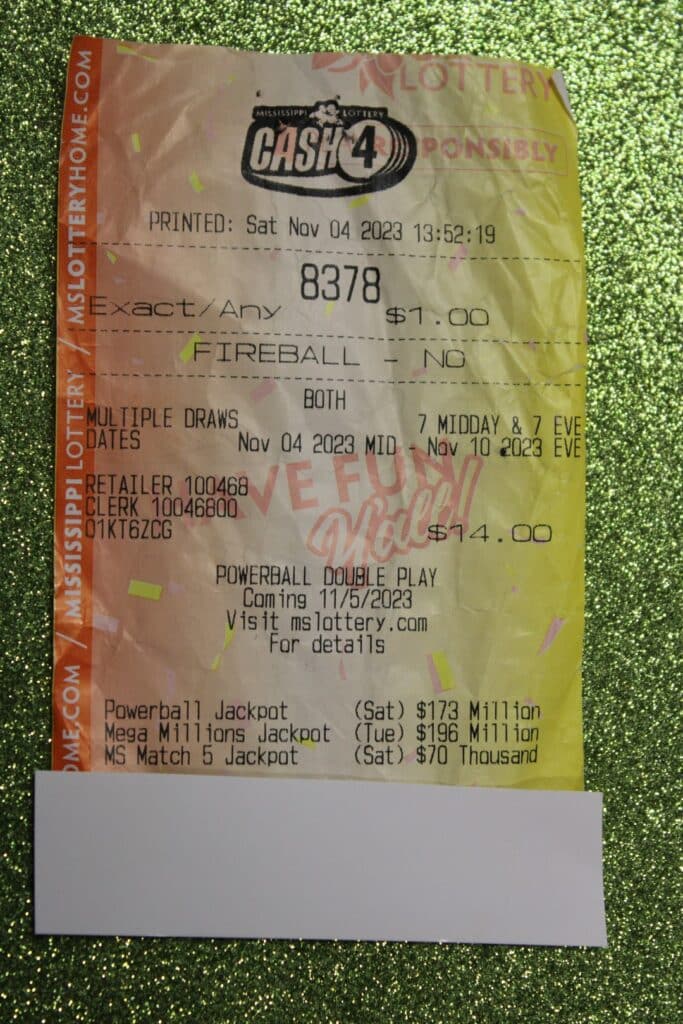 LOTTERY
MISSISSIPPI LOTTERY
CASH 4
RESPONSIBLY
PRINTED: Sat Nov 04 2023 13:52:19
8378
Exact/Any $1.00
FIREBALL - NO
BOTH
MULTIPLE DRAWS 7 MIDDAY & 7 EVE
DATES Nov 04 2023 MID - Nov 10 2023 EVE
RETAILER 100468
CLERK 10046800
01KT6ZCG $14.00
HAVE FUN
Y'all!
POWERBALL DOUBLE PLAY
Coming 11/5/2023
Visit mslottery.com
For details
Powerball Jackpot (Sat) $173 Million
Mega Millions Jackpot (Tue) $196 Million
MS Match 5 Jackpot (Sat) $70 Thousand
OME.COM / MISSISSIPPI LOTTERY / MSLOTTERYHOME.COM